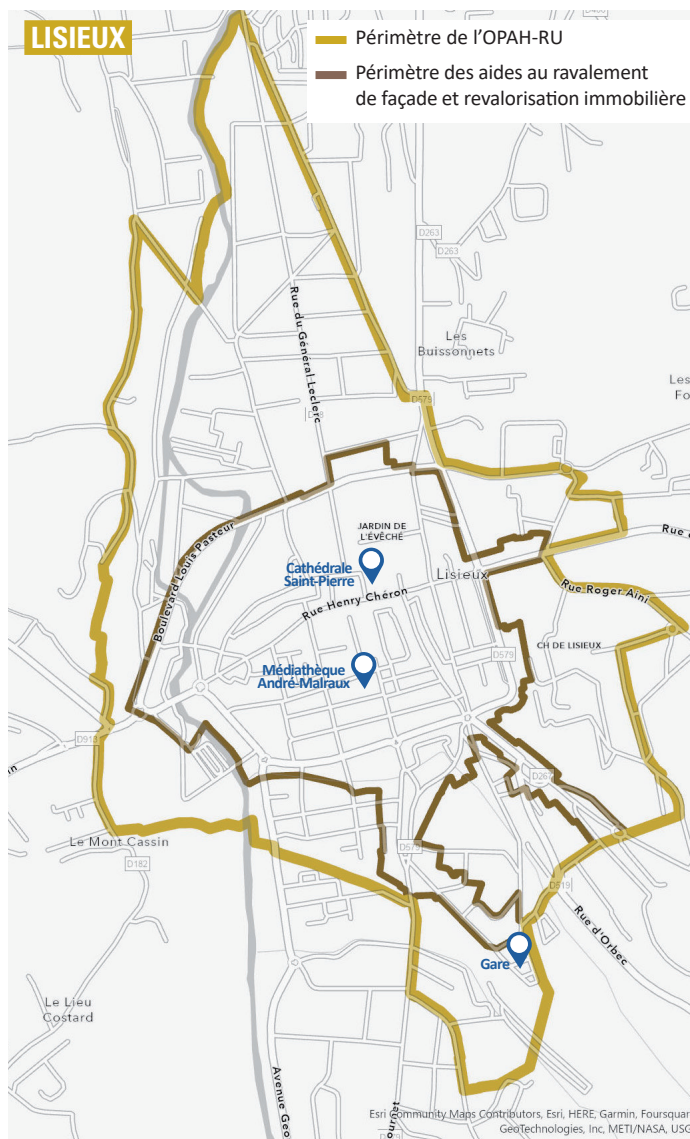 LISIEUX
Périmètre de l'OPAH-RU
Périmètre des aides au ravalement
de façade et revalorisation immobilière
D263
D263
Rue du Général Leclerc
Les
Buissonnets
Les
Fo
D579
JARDIN DE
L'ÉVÊCHÉ
Boulevard Louis Pasteur
Cathédrale
Saint-Pierre
Lisieux
Rue
Rue Henry Chéron
Rue Roger Aini
CH DE LISIEUX
Médiathèque
André-Malraux
D579
D913
in
D267
Le Mont Cassin
D182
D579
D519
Rue d'Orbec
Gare
Le Lieu
Costard
Avenue Geo
ournet
Esri Community Maps Contributors, Esri, HERE, Garmin, Foursquar
GeoTechnologies, Inc, METI/NASA, USG